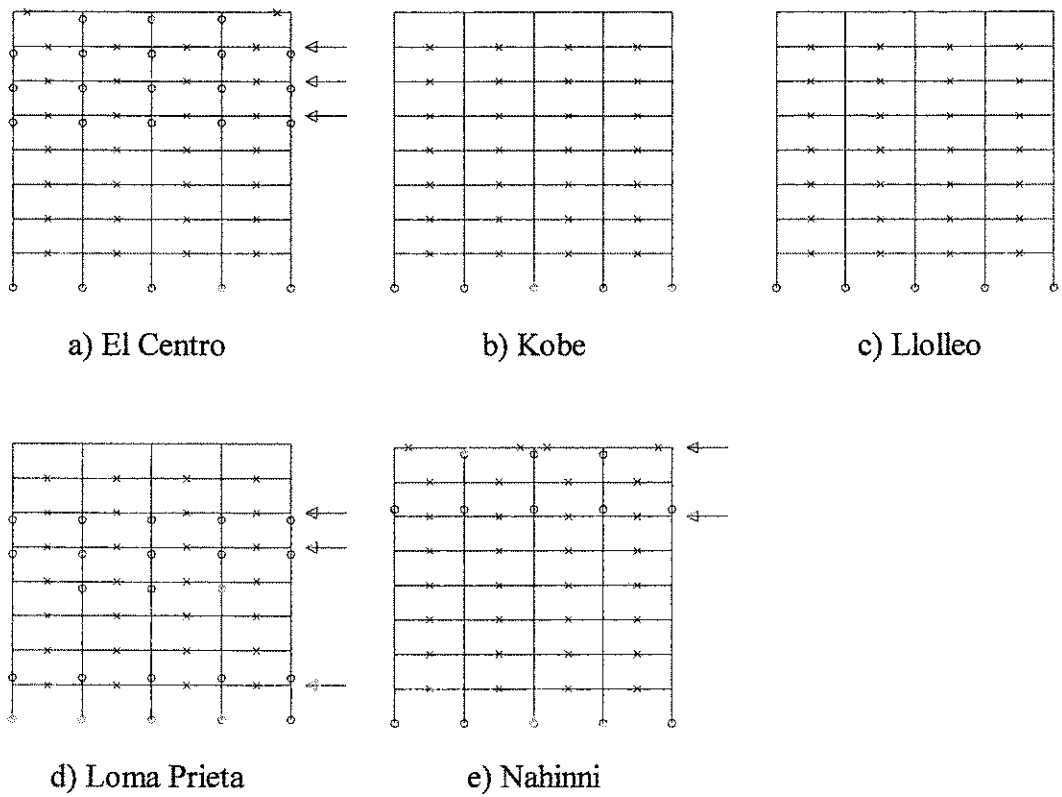 a) El Centro
b) Kobe
c) Llolleo
d) Loma Prieta
e) Nahinni